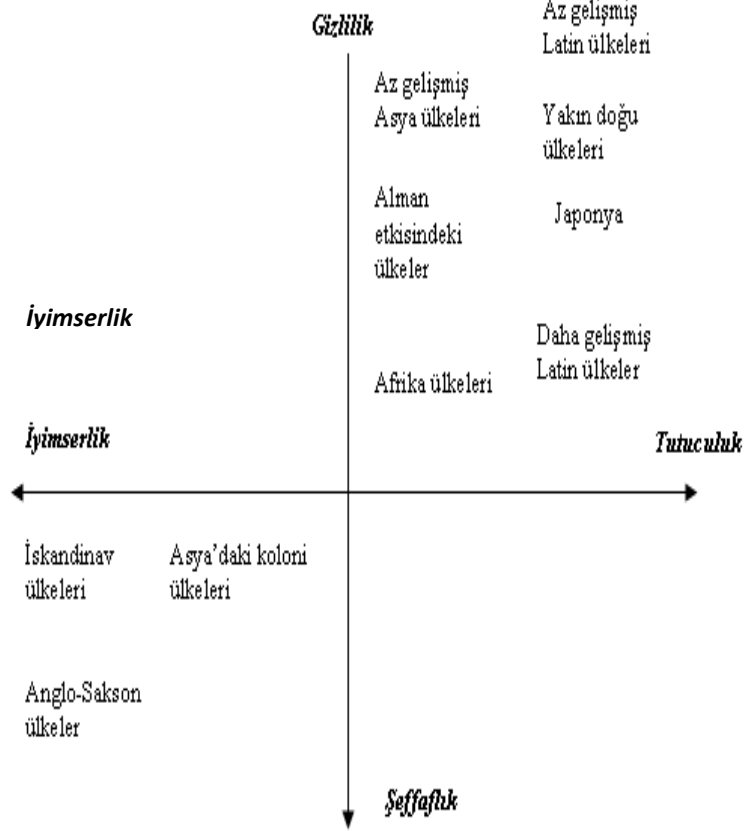 Gizlilik
Az gelişmiş
Latin ülkeleri
Az gelişmiş
Asya ülkeleri
Yakın doğu
ülkeleri
Alman
etkisindeki
ülkeler
Japonya
İyimserlik
Daha gelişmiş
Latin ülkeler
Afrika ülkeleri
İyimserlik
Tutuculuk
İskandinav
ülkeleri
Asya’daki koloni
ülkeleri
Anglo-Sakson
ülkeler
Şeffaflık